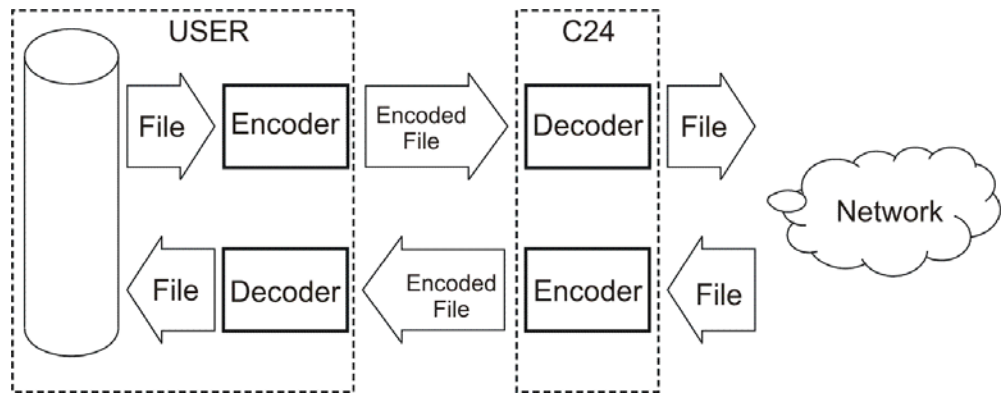 USER
C24
File
Encoder
Encoded
File
Decoder
File
Network
File
Decoder
Encoded
File
Encoder
File